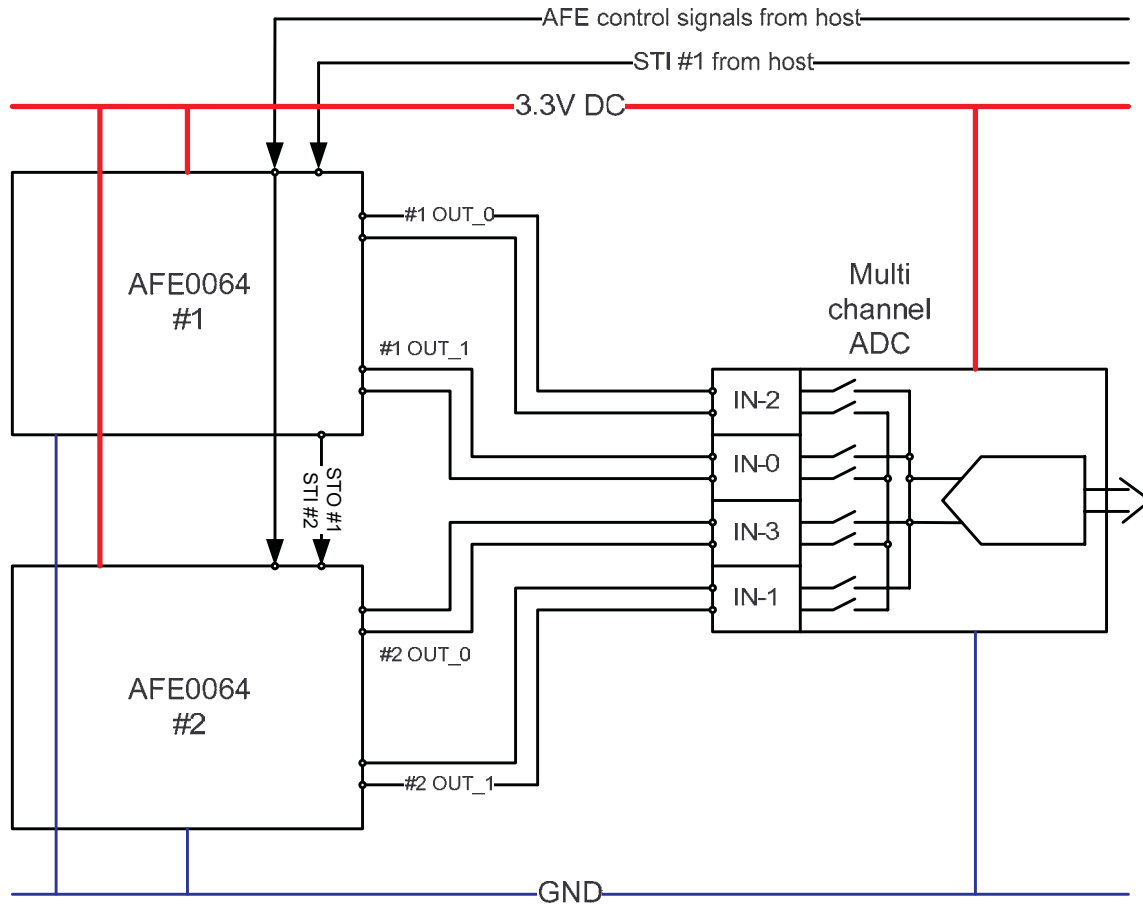 AFE control signals from host
STI #1 from host
3.3V DC
#1 OUT_0
AFE0064
#1
Multi
channel
ADC
#1 OUT_1
IN-2
IN-0
STO #1
STI #2
IN-3
IN-1
#2 OUT_0
AFE0064
#2
#2 OUT_1
GND